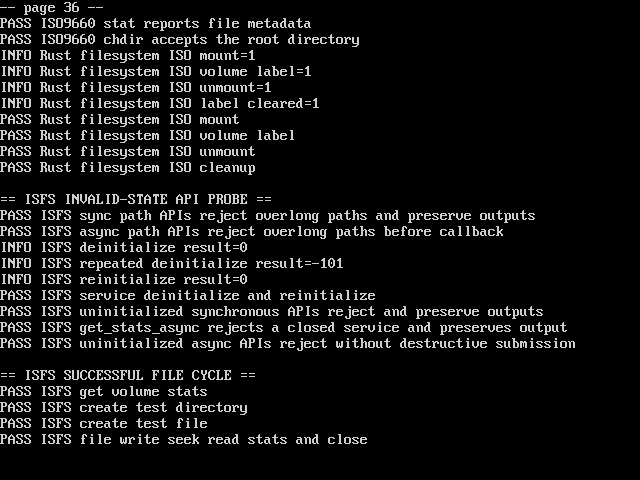 -- page 36 --
PASS ISO9660 stat reports file metadata
PASS ISO9660 chdir accepts the root directory
INFO Rust filesystem ISO mount=1
INFO Rust filesystem ISO volume label=1
INFO Rust filesystem ISO unmount=1
INFO Rust filesystem ISO label cleared=1
PASS Rust filesystem ISO mount
PASS Rust filesystem ISO volume label
PASS Rust filesystem ISO unmount
PASS Rust filesystem ISO cleanup
== ISFS INVALID-STATE API PROBE ==
PASS ISFS sync path APIs reject overlong paths and preserve outputs
PASS ISFS async path APIs reject overlong paths before callback
INFO ISFS deinitialize result=0
INFO ISFS repeated deinitialize result=-101
INFO ISFS reinitialize result=0
PASS ISFS service deinitialize and reinitialize
PASS ISFS uninitialized synchronous APIs reject and preserve outputs
PASS ISFS get_stats_async rejects a closed service and preserves output
PASS ISFS uninitialized async APIs reject without destructive submission
== ISFS SUCCESSFUL FILE CYCLE ==
PASS ISFS get volume stats
PASS ISFS create test directory
PASS ISFS create test file
PASS ISFS file write seek read stats and close